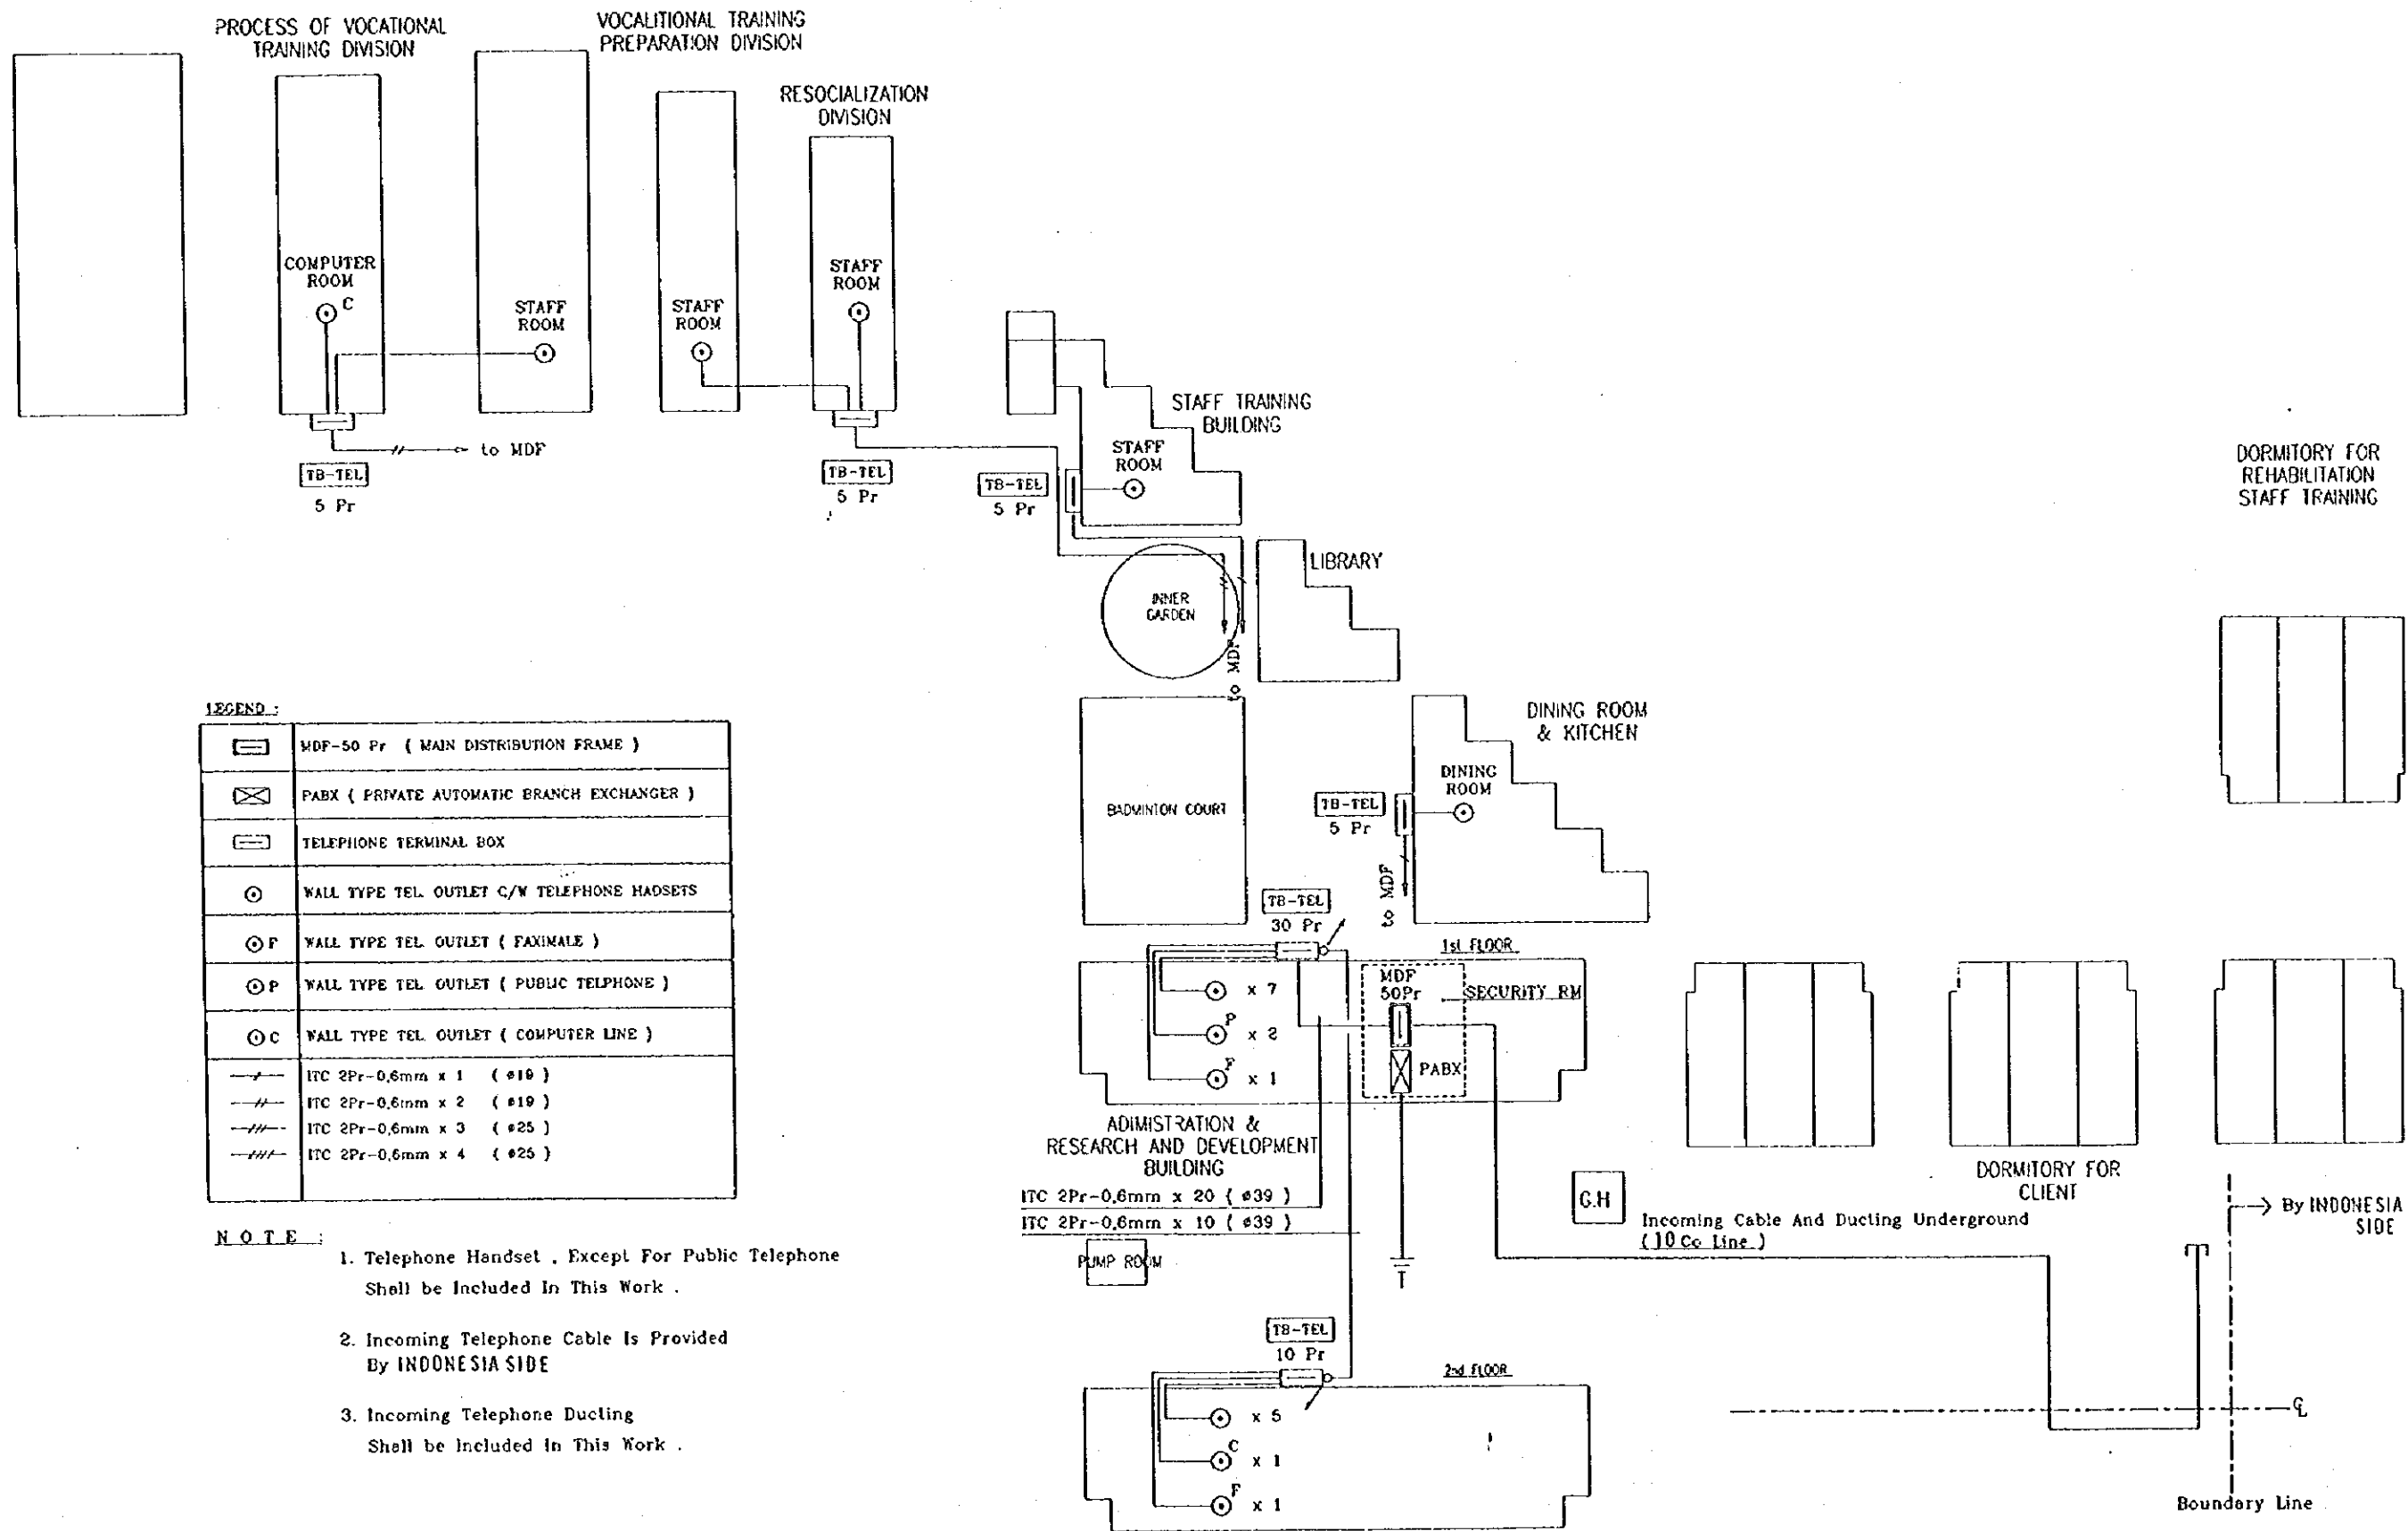 PROCESS OF VOCATIONAL
TRAINING DIVISION
VOCALITIONAL TRAINING
PREPARATION DIVISION
RESOCIALIZATION
DIVISION
COMPUTER
ROOM
C
STAFF
ROOM
STAFF
ROOM
STAFF
ROOM
to MDF
TB-TEL
5 Pr
TB-TEL
5 Pr
TB-TEL
5 Pr
STAFF TRAINING
BUILDING
STAFF
ROOM
DORMITORY FOR
REHABILITATION
STAFF TRAINING
LIBRARY
INNER
GARDEN
to MDF
DINING ROOM
& KITCHEN
DINING
ROOM
BADMINTON COURT
TB-TEL
5 Pr
to MDF
LEGEND :
MDF-50 Pr ( MAIN DISTRIBUTION FRAME )
PABX ( PRIVATE AUTOMATIC BRANCH EXCHANGER )
TELEPHONE TERMINAL BOX
WALL TYPE TEL. OUTLET C/W TELEPHONE HADSETS
F WALL TYPE TEL. OUTLET ( FAXIMALE )
P WALL TYPE TEL. OUTLET ( PUBLIC TELPHONE )
C WALL TYPE TEL. OUTLET ( COMPUTER LINE )
ITC 2Pr-0,6mm x 1 ( ø19 )
ITC 2Pr-0,6mm x 2 ( ø19 )
ITC 2Pr-0,6mm x 3 ( ø25 )
ITC 2Pr-0,6mm x 4 ( ø25 )
N O T E :
1. Telephone Handset , Except For Public Telephone
Shall be Included In This Work .
2. Incoming Telephone Cable Is Provided
By INDONESIA SIDE
3. Incoming Telephone Ducting
Shall be Included In This Work .
TB-TEL
30 Pr
1st FLOOR
x 7
P x 2
F x 1
MDF
50Pr
SECURITY RM
PABX
ADIMISTRATION &
RESEARCH AND DEVELOPMENT
BUILDING
ITC 2Pr-0,6mm x 20 ( ø39 )
ITC 2Pr-0,6mm x 10 ( ø39 )
PUMP ROOM
G.H
Incoming Cable And Ducting Underground
( 10 Co Line )
DORMITORY FOR
CLIENT
By INDONESIA
SIDE
TB-TEL
10 Pr
2nd FLOOR
x 5
C x 1
F x 1
CL
Boundary Line